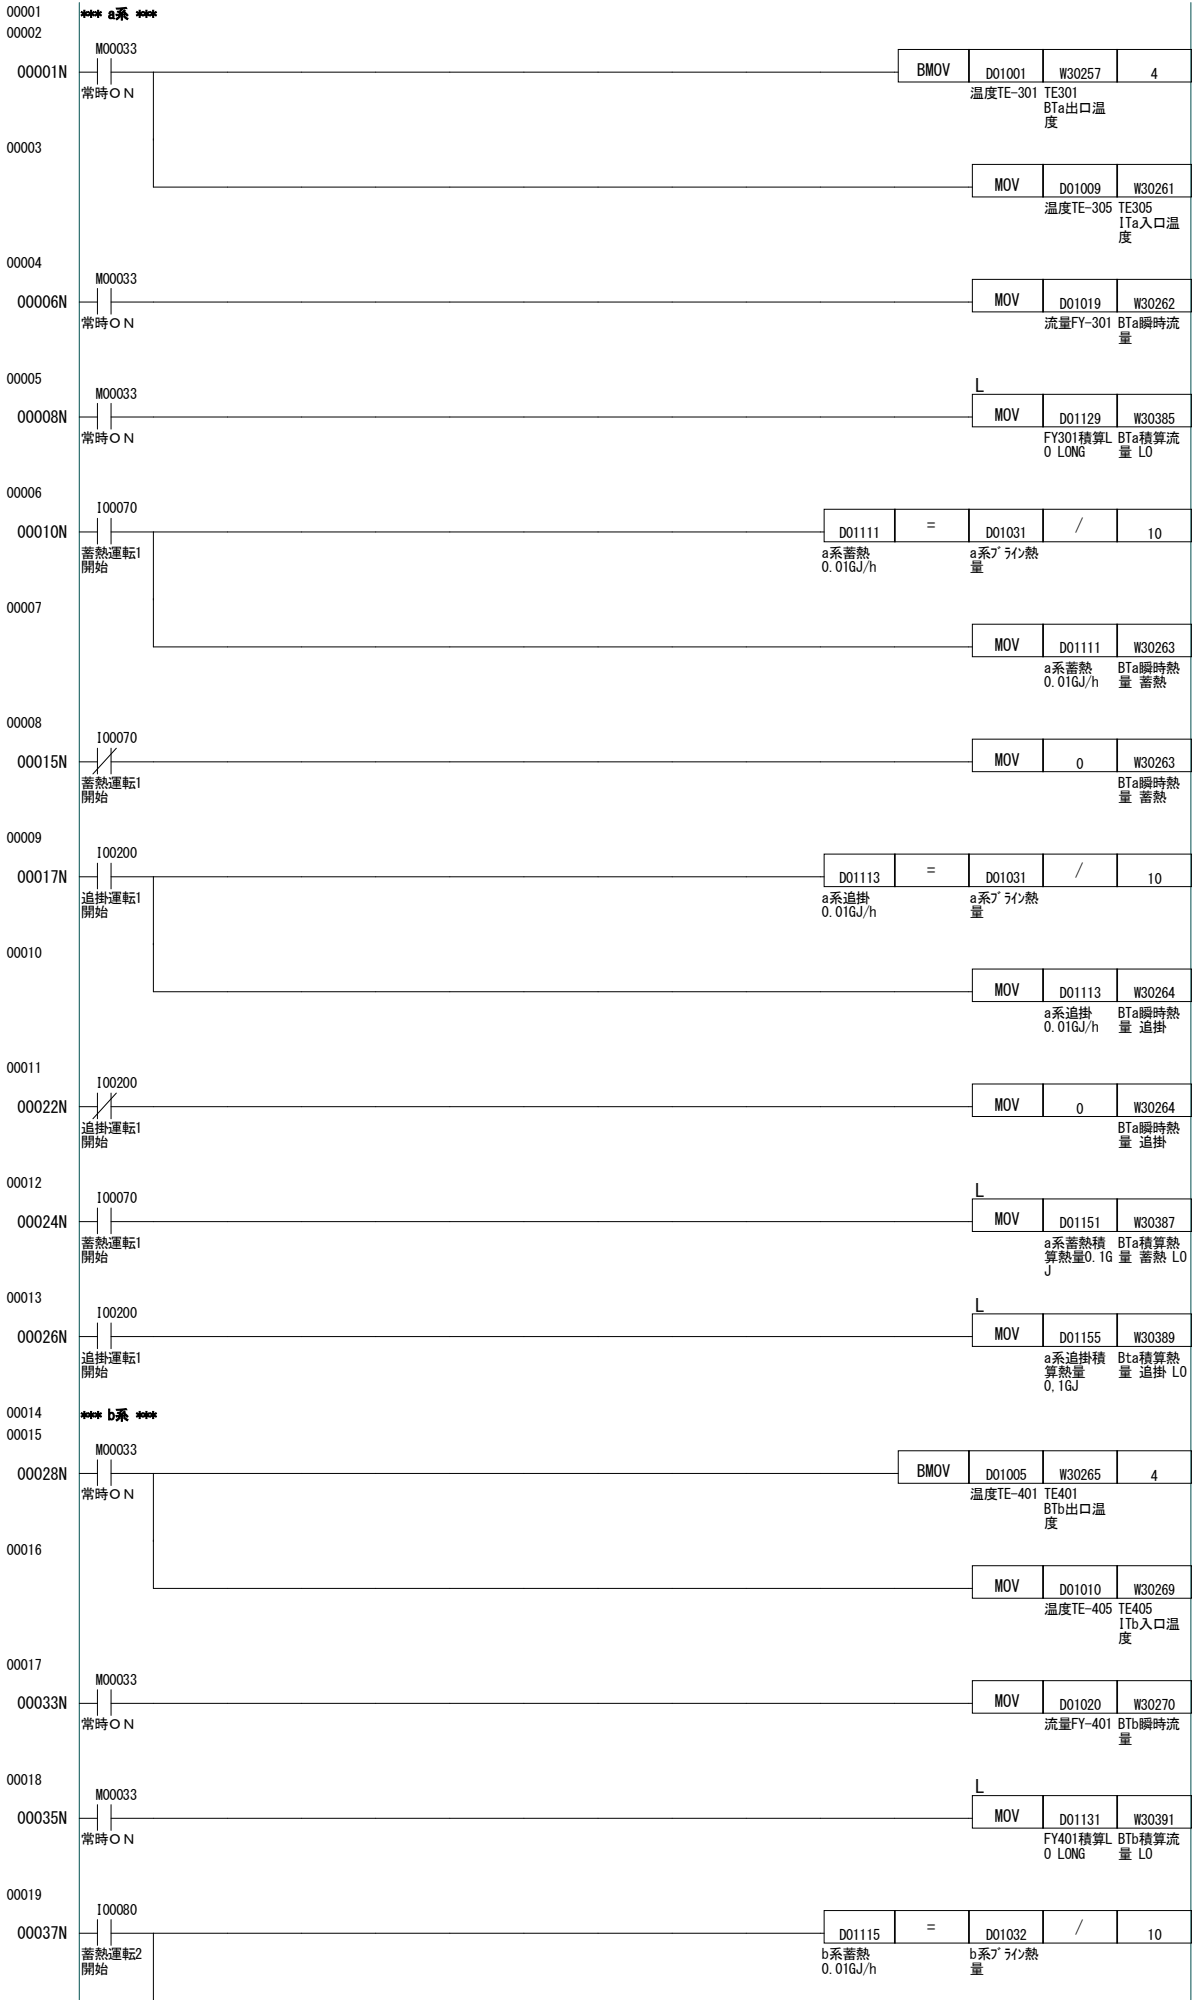 00001 *** a系 ***
00002
M00033
00001N BMOV D01001 W30257 4
常時ON 温度TE-301 TE301
BTa出口温
度
00003
MOV D01009 W30261
温度TE-305 TE305
ITa入口温
度
00004
M00033
00006N MOV D01019 W30262
常時ON 流量FY-301 BTa瞬時流
量
00005
M00033 L
00008N MOV D01129 W30385
常時ON FY301積算L BTa積算流
O LONG 量 LO
00006
I00070
00010N D01111 = D01031 / 10
蓄熱運転1 a系蓄熱 a系ブライン熱
開始 0.01GJ/h 量
00007
MOV D01111 W30263
a系蓄熱 BTa瞬時熱
0.01GJ/h 量 蓄熱
00008
I00070
00015N MOV 0 W30263
蓄熱運転1 BTa瞬時熱
開始 量 蓄熱
00009
I00200
00017N D01113 = D01031 / 10
追掛運転1 a系追掛 a系ブライン熱
開始 0.01GJ/h 量
00010
MOV D01113 W30264
a系追掛 BTa瞬時熱
0.01GJ/h 量 追掛
00011
I00200
00022N MOV 0 W30264
追掛運転1 BTa瞬時熱
開始 量 追掛
00012
I00070 L
00024N MOV D01151 W30387
蓄熱運転1 a系蓄熱積 BTa積算熱
開始 算熱量0.1G 量 蓄熱 LO
J
00013
I00200 L
00026N MOV D01155 W30389
追掛運転1 a系追掛積 Bta積算熱
開始 算熱量 量 追掛 LO
0,1GJ
00014 *** b系 ***
00015
M00033
00028N BMOV D01005 W30265 4
常時ON 温度TE-401 TE401
BTb出口温
度
00016
MOV D01010 W30269
温度TE-405 TE405
ITb入口温
度
00017
M00033
00033N MOV D01020 W30270
常時ON 流量FY-401 BTb瞬時流
量
00018
M00033 L
00035N MOV D01131 W30391
常時ON FY401積算L BTb積算流
O LONG 量 LO
00019
I00080
00037N D01115 = D01032 / 10
蓄熱運転2 b系蓄熱 b系ブライン熱
開始 0.01GJ/h 量